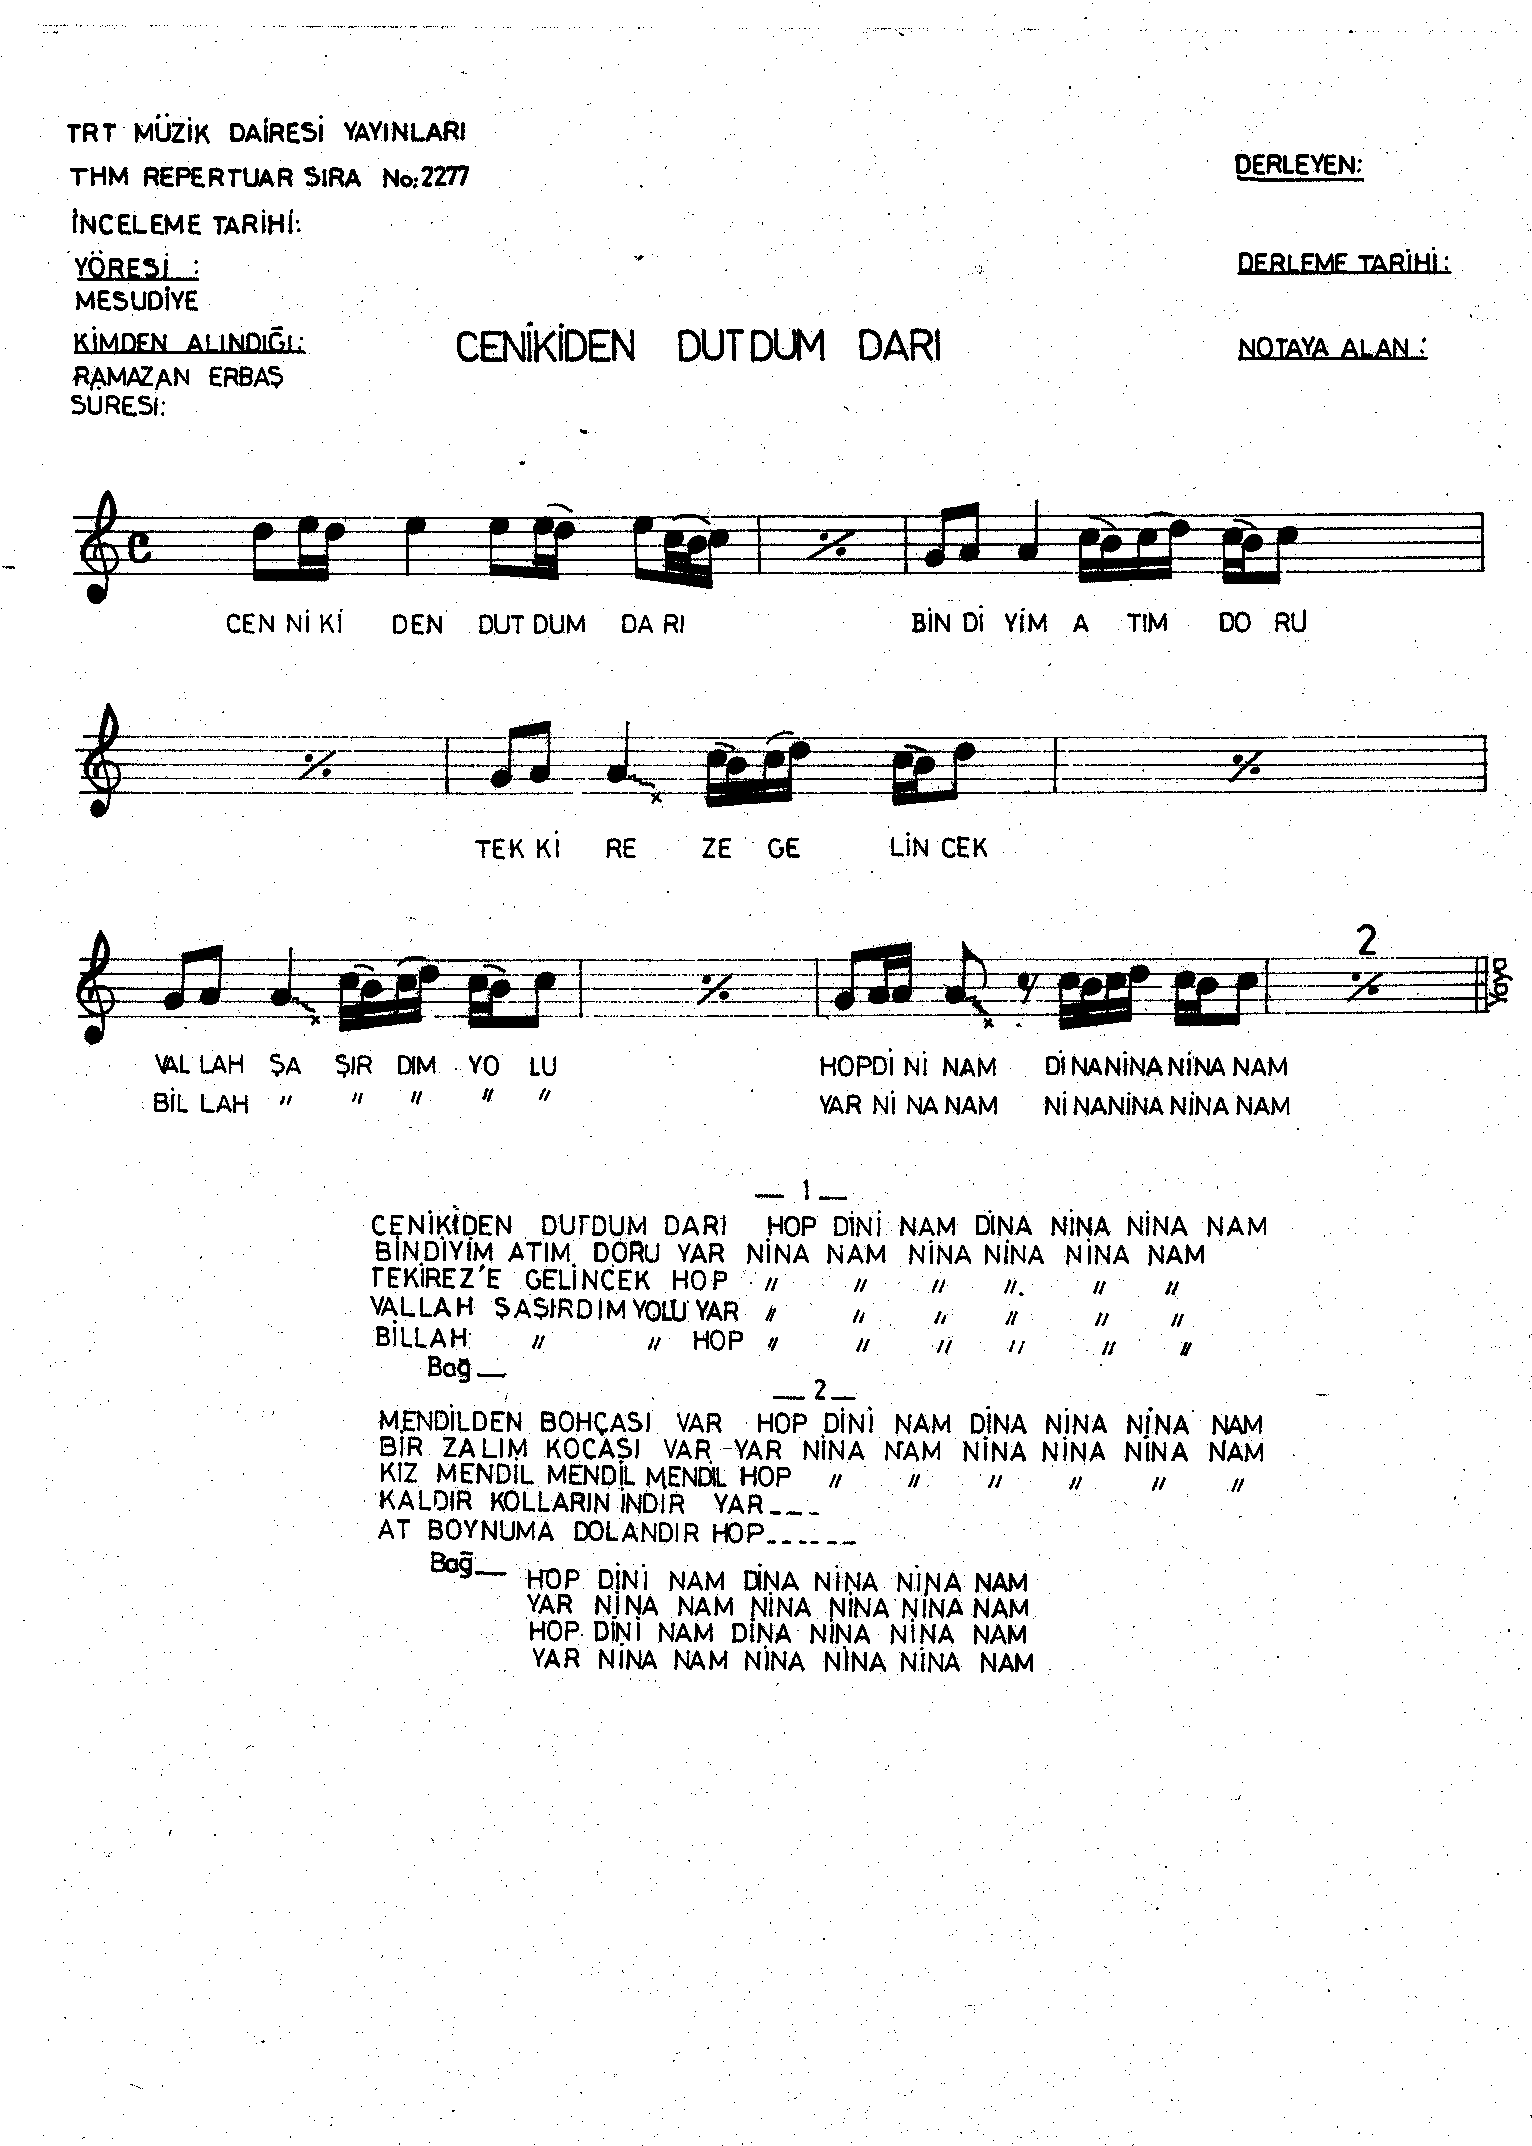 TRT MÜZİK DAİRESİ YAYINLARI
THM REPERTUAR SIRA No: 2277
İNCELEME TARİHİ:
YÖRESİ :
MESUDİYE
KİMDEN ALINDIĞI:
RAMAZAN ERBAŞ
SÜRESİ:
DERLEYEN:
DERLEME TARİHİ:
NOTAYA ALAN :
CENİKİDEN DUTDUM DARI
CEN Nİ Kİ DEN DUT DUM DA RI BİN Dİ YİM A TIM DO RU
TEK Kİ RE ZE GE LİN CEK
2
Yaya
VAL LAH ŞA ŞIR DIM YO LU HOPDİ Nİ NAM Dİ NANİNA NİNA NAM
BİL LAH " " " " " YAR Nİ NA NAM Nİ NANİNA NİNA NAM
— 1 —
CENİKİDEN DUTDUM DARI HOP DİNİ NAM DİNA NİNA NİNA NAM
BİNDİYİM ATIM DORU YAR NİNA NAM NİNA NİNA NİNA NAM
TEKİREZ'E GELİNCEK HOP " " " " " "
VALLAH ŞAŞIRDIM YOLU YAR " " " " " "
BİLLAH " " HOP " " " " " "
Bağ —
— 2 —
MENDİLDEN BOHÇASI VAR HOP DİNİ NAM DİNA NİNA NİNA NAM
BİR ZALIM KOCASI VAR YAR NİNA NAM NİNA NİNA NİNA NAM
KIZ MENDİL MENDİL MENDİL HOP " " " " " "
KALDIR KOLLARIN İNDİR YAR _ _ _
AT BOYNUMA DOLANDIR HOP _ _ _ _ _ _
Bağ —
HOP DİNİ NAM DİNA NİNA NİNA NAM
YAR NİNA NAM NİNA NİNA NİNA NAM
HOP DİNİ NAM DİNA NİNA NİNA NAM
YAR NİNA NAM NİNA NİNA NİNA NAM